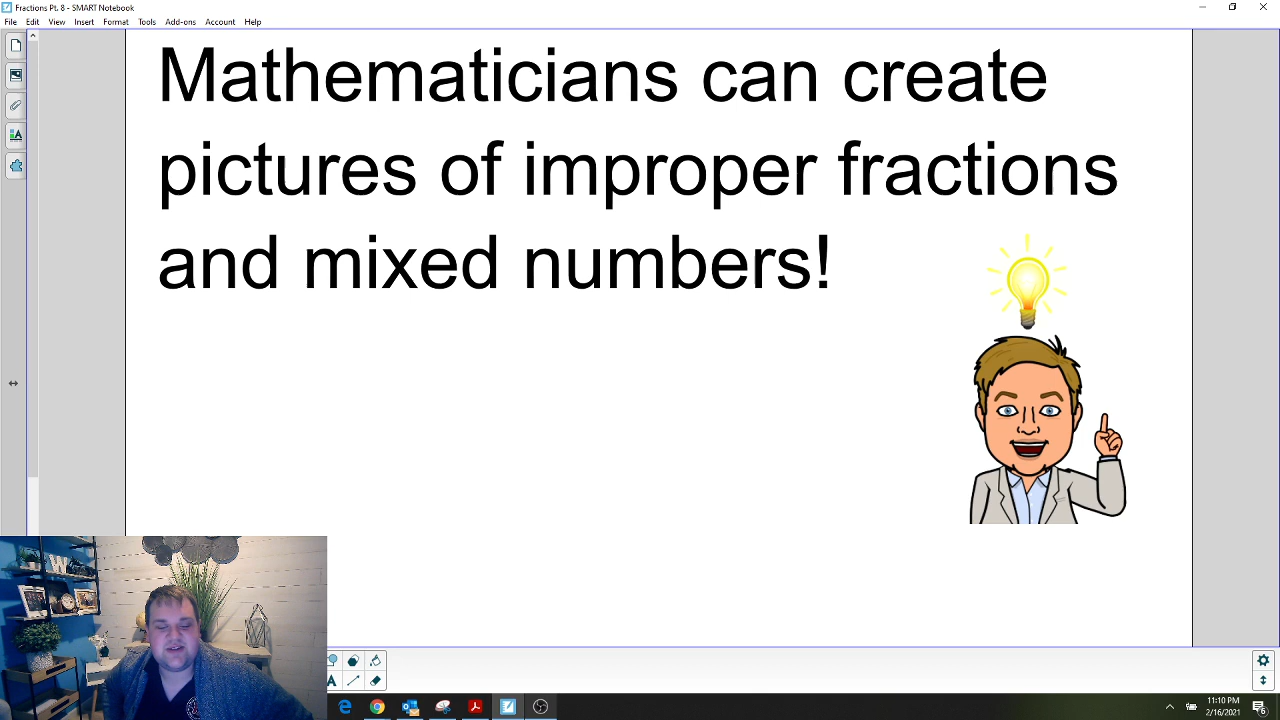 Fractions Pt. 8 - SMART Notebook
File Edit View Insert Format Tools Add-ons Account Help
Mathematicians can create
pictures of improper fractions
and mixed numbers!
11:10 PM
2/16/2021
6